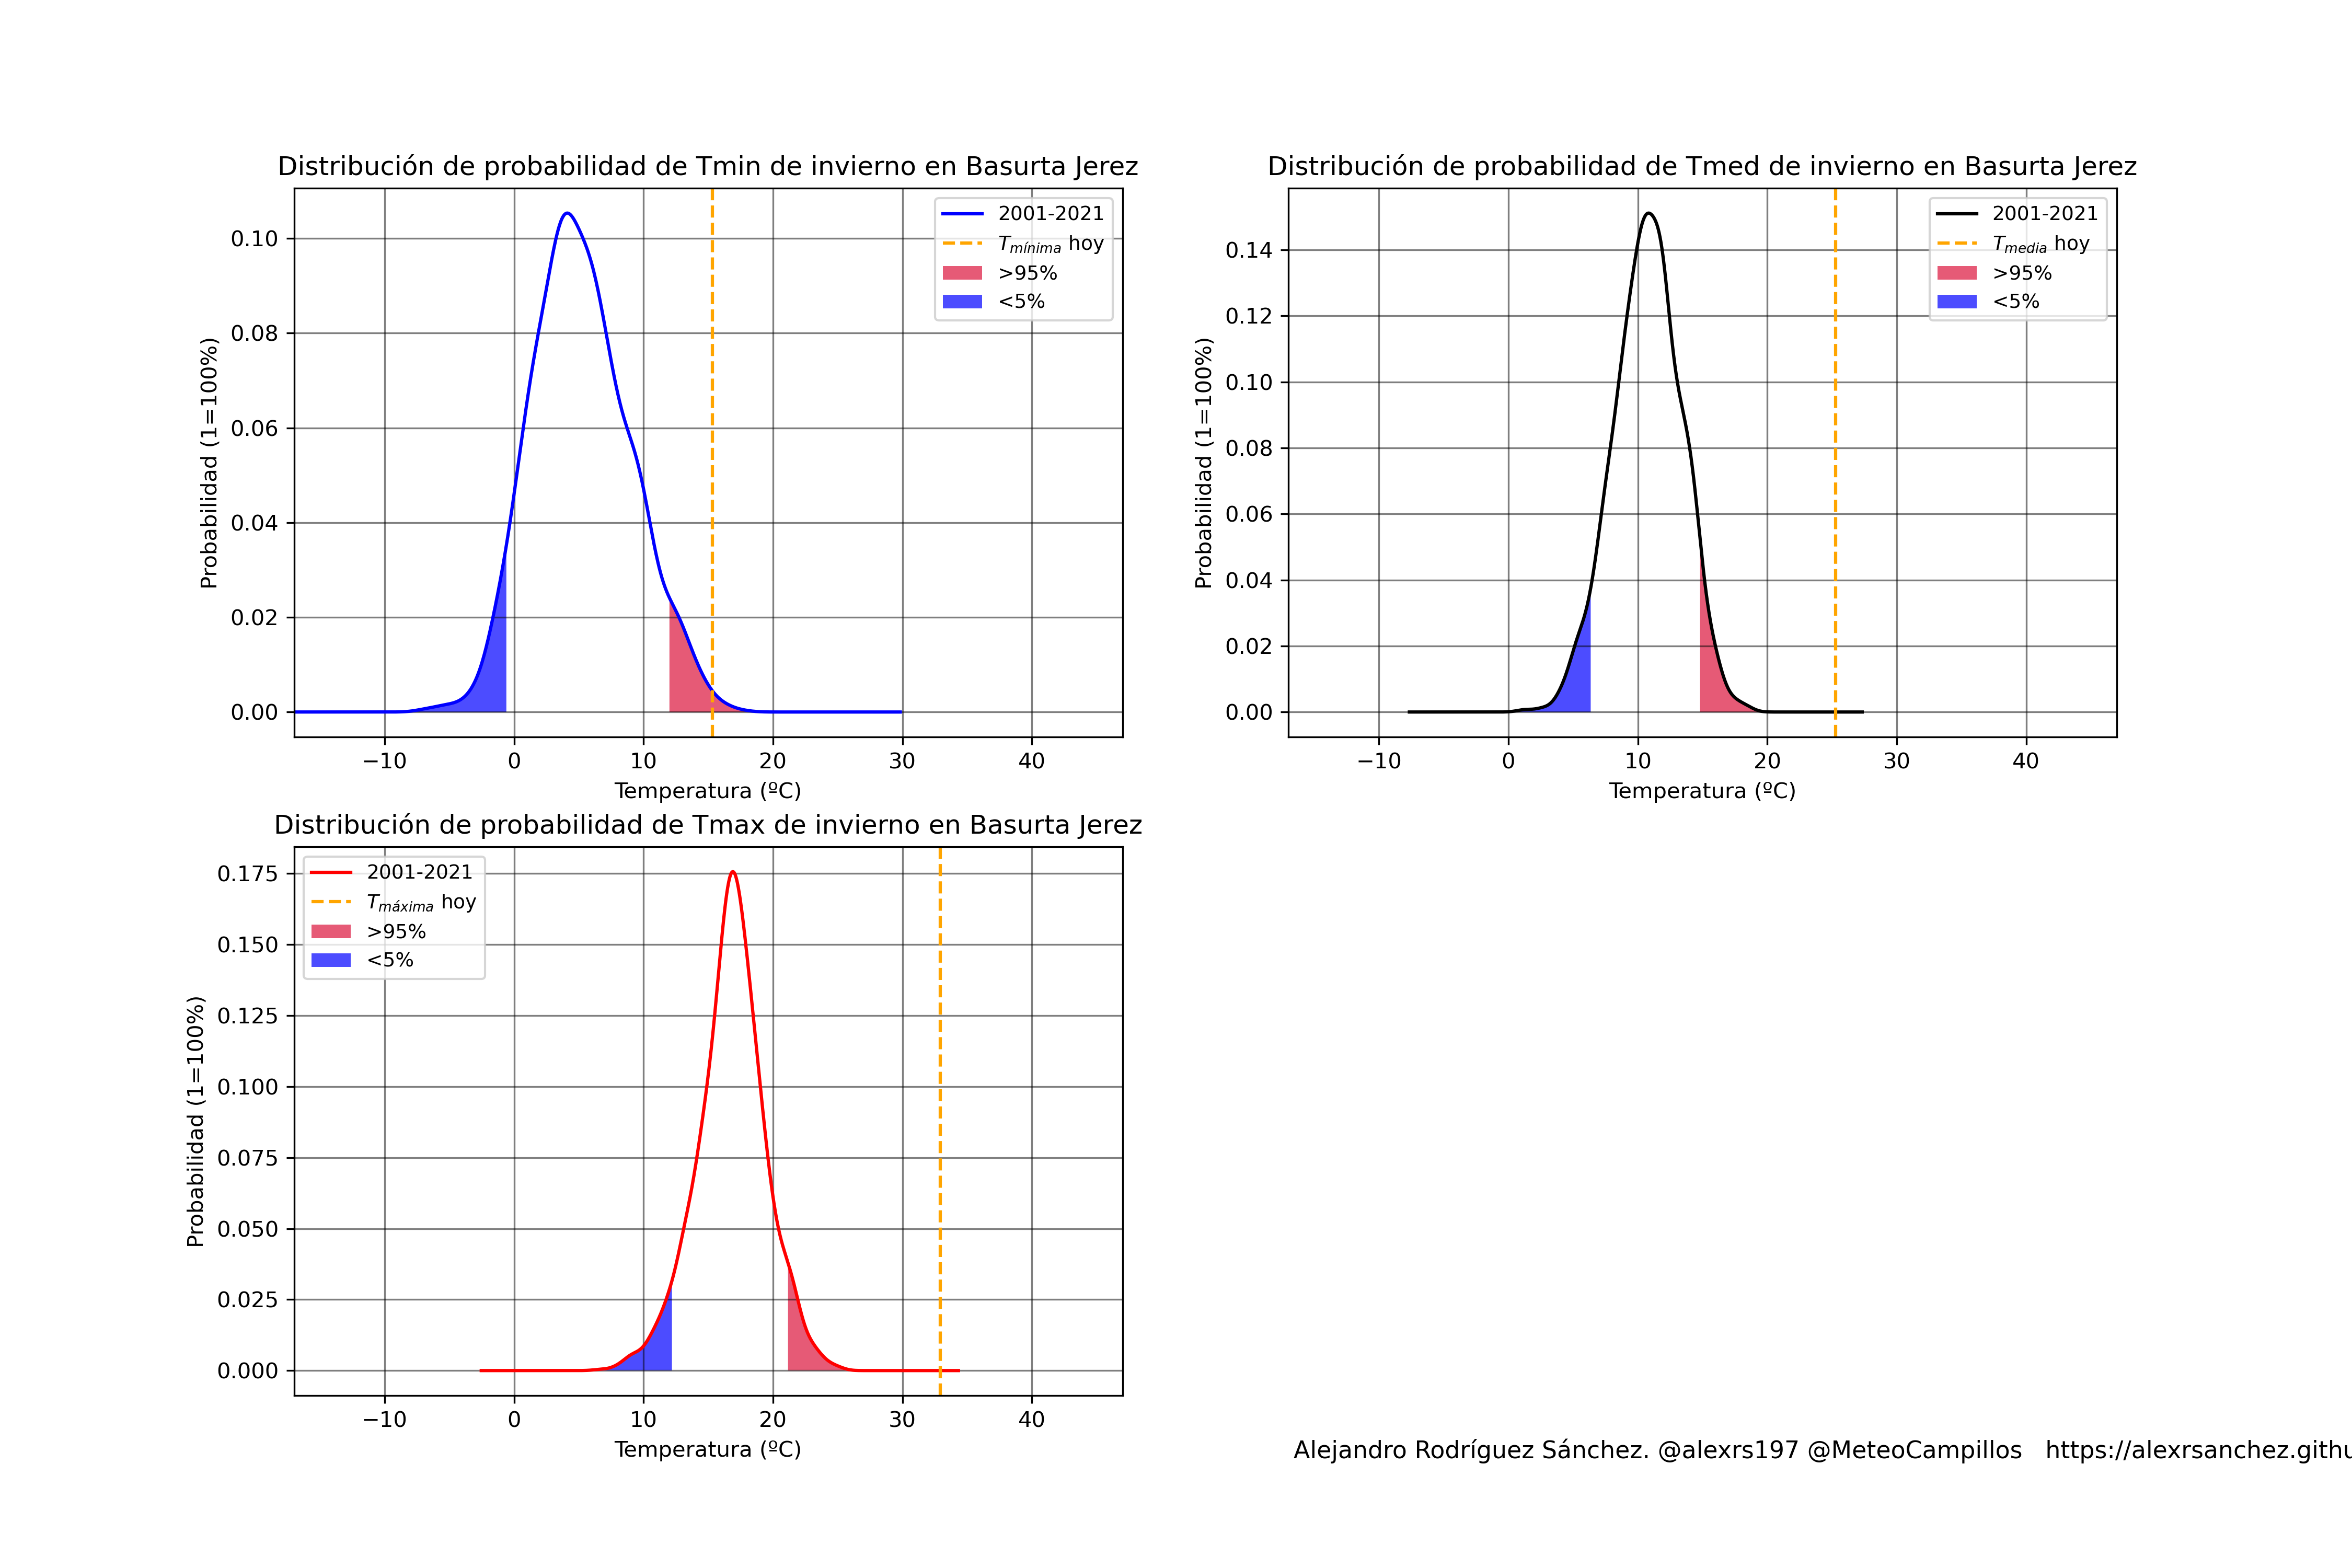 Distribución de probabilidad de Tmin de invierno en Basurta Jerez
Probabilidad (1=100%)
0.10
0.08
0.06
0.04
0.02
0.00
2001-2021
Tmínima hoy
>95%
<5%
−10 0 10 20 30 40
Temperatura (ºC)
Distribución de probabilidad de Tmed de invierno en Basurta Jerez
Probabilidad (1=100%)
0.14
0.12
0.10
0.08
0.06
0.04
0.02
0.00
2001-2021
Tmedia hoy
>95%
<5%
−10 0 10 20 30 40
Temperatura (ºC)
Distribución de probabilidad de Tmax de invierno en Basurta Jerez
Probabilidad (1=100%)
0.175
0.150
0.125
0.100
0.075
0.050
0.025
0.000
2001-2021
Tmáxima hoy
>95%
<5%
−10 0 10 20 30 40
Temperatura (ºC)
Alejandro Rodríguez Sánchez. @alexrs197 @MeteoCampillos https://alexrsanchez.githu